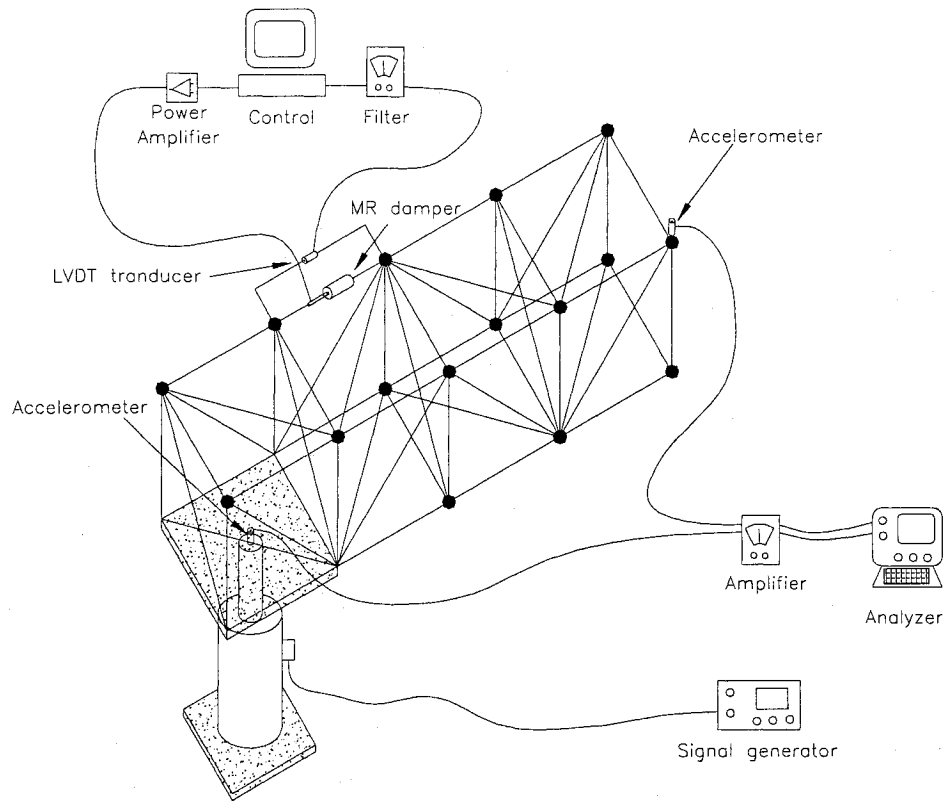 Power
Amplifier
Control
Filter
Accelerometer
MR damper
LVDT tranducer
Accelerometer
Amplifier
Analyzer
Signal generator